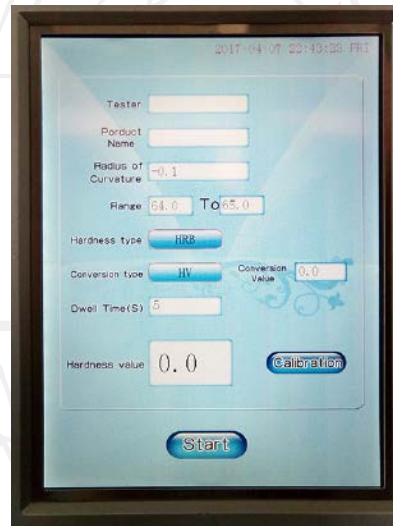 2017-04-07 22:43:23 FRI
Tester
Porduct
Name
Radius of
Curvature -0.1
Range 64.0 To 65.0
Hardness type HRB
Conversion type HV Conversion
Value 0.0
Dwell Time(S) 5
Hardness value 0.0 Calibration
Start